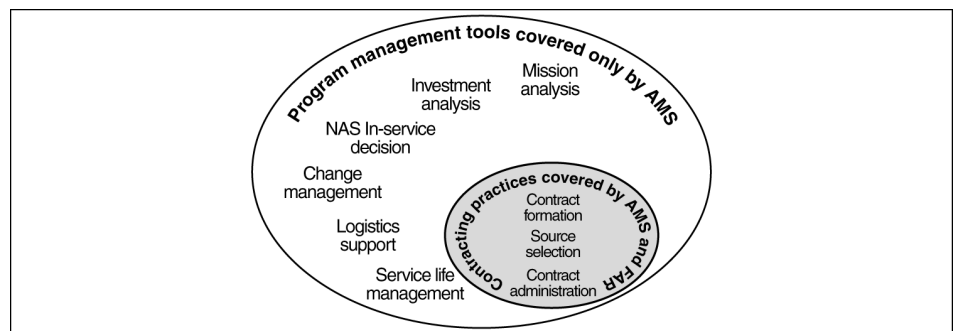 Program management tools covered only by AMS
Mission
analysis
Investment
analysis
NAS In-service
decision
Change
management
Logistics
support
Service life
management
Contracting practices covered by AMS and FAR
Contract
formation
Source
selection
Contract
administration